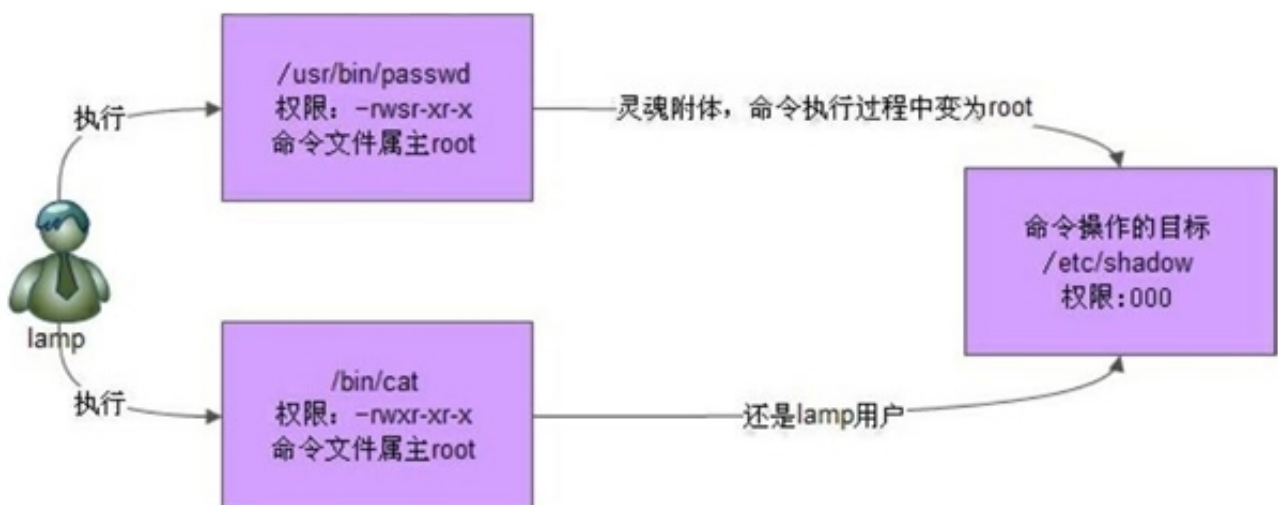 /usr/bin/passwd
权限：-rwsr-xr-x
命令文件属主root
执行
灵魂附体，命令执行过程中变为root
命令操作的目标
/etc/shadow
权限:000
lamp
/bin/cat
权限：-rwxr-xr-x
命令文件属主root
执行
还是lamp用户